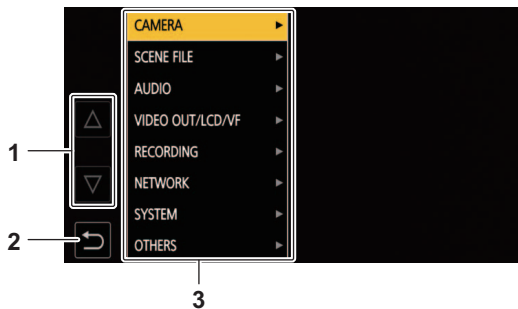 CAMERA
SCENE FILE
AUDIO
VIDEO OUT/LCD/VF
RECORDING
NETWORK
SYSTEM
OTHERS
1
2
3